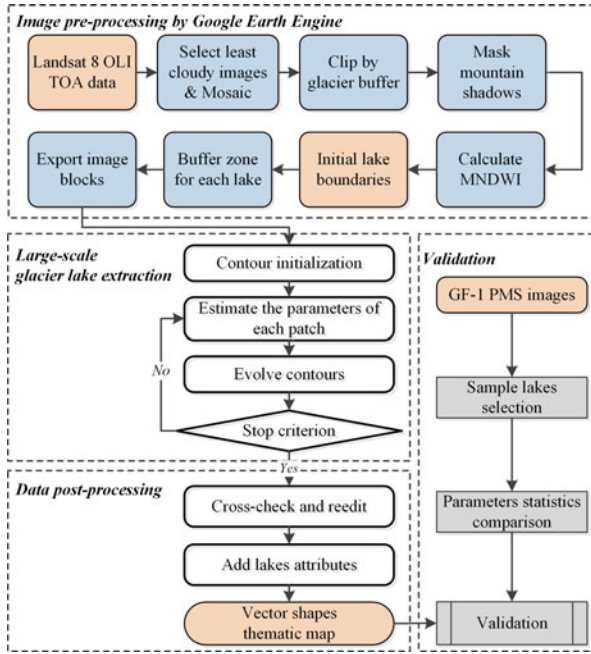 Image pre-processing by Google Earth Engine
Landsat 8 OLI
TOA data
Select least
cloudy images
& Mosaic
Clip by
glacier buffer
Mask
mountain
shadows
Export image
blocks
Buffer zone
for each lake
Initial lake
boundaries
Calculate
MNDWI
Large-scale
glacier lake extraction
Contour initialization
Estimate the parameters of
each patch
No
Evolve contours
Stop criterion
Yes
Data post-processing
Cross-check and reedit
Add lakes attributes
Vector shapes
thematic map
Validation
GF-1 PMS images
Sample lakes
selection
Parameters statistics
comparison
Validation